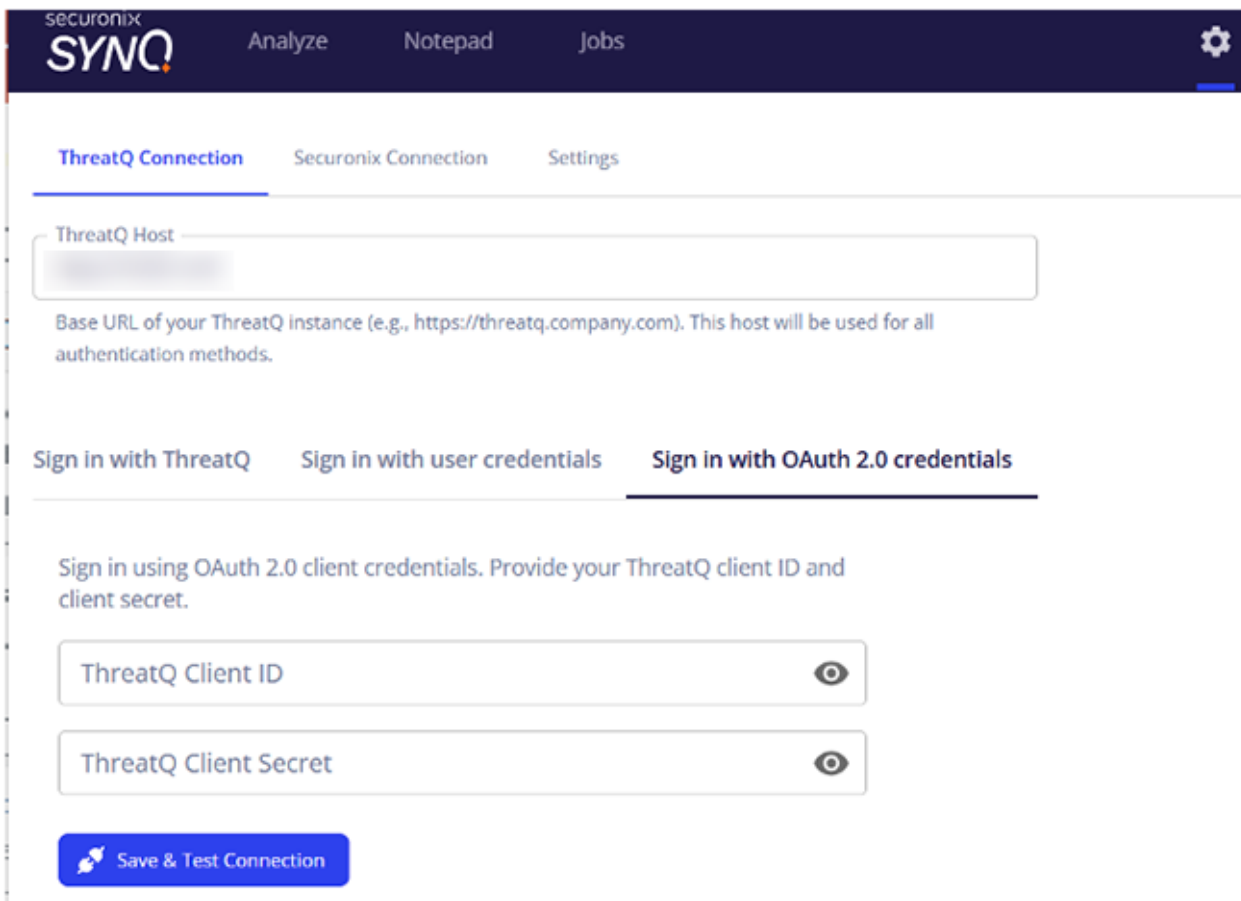 securonix
SYNQ
Analyze
Notepad
Jobs
ThreatQ Connection
Securonix Connection
Settings
ThreatQ Host
Base URL of your ThreatQ instance (e.g., https://threatq.company.com). This host will be used for all
authentication methods.
Sign in with ThreatQ
Sign in with user credentials
Sign in with OAuth 2.0 credentials
Sign in using OAuth 2.0 client credentials. Provide your ThreatQ client ID and
client secret.
ThreatQ Client ID
ThreatQ Client Secret
Save & Test Connection